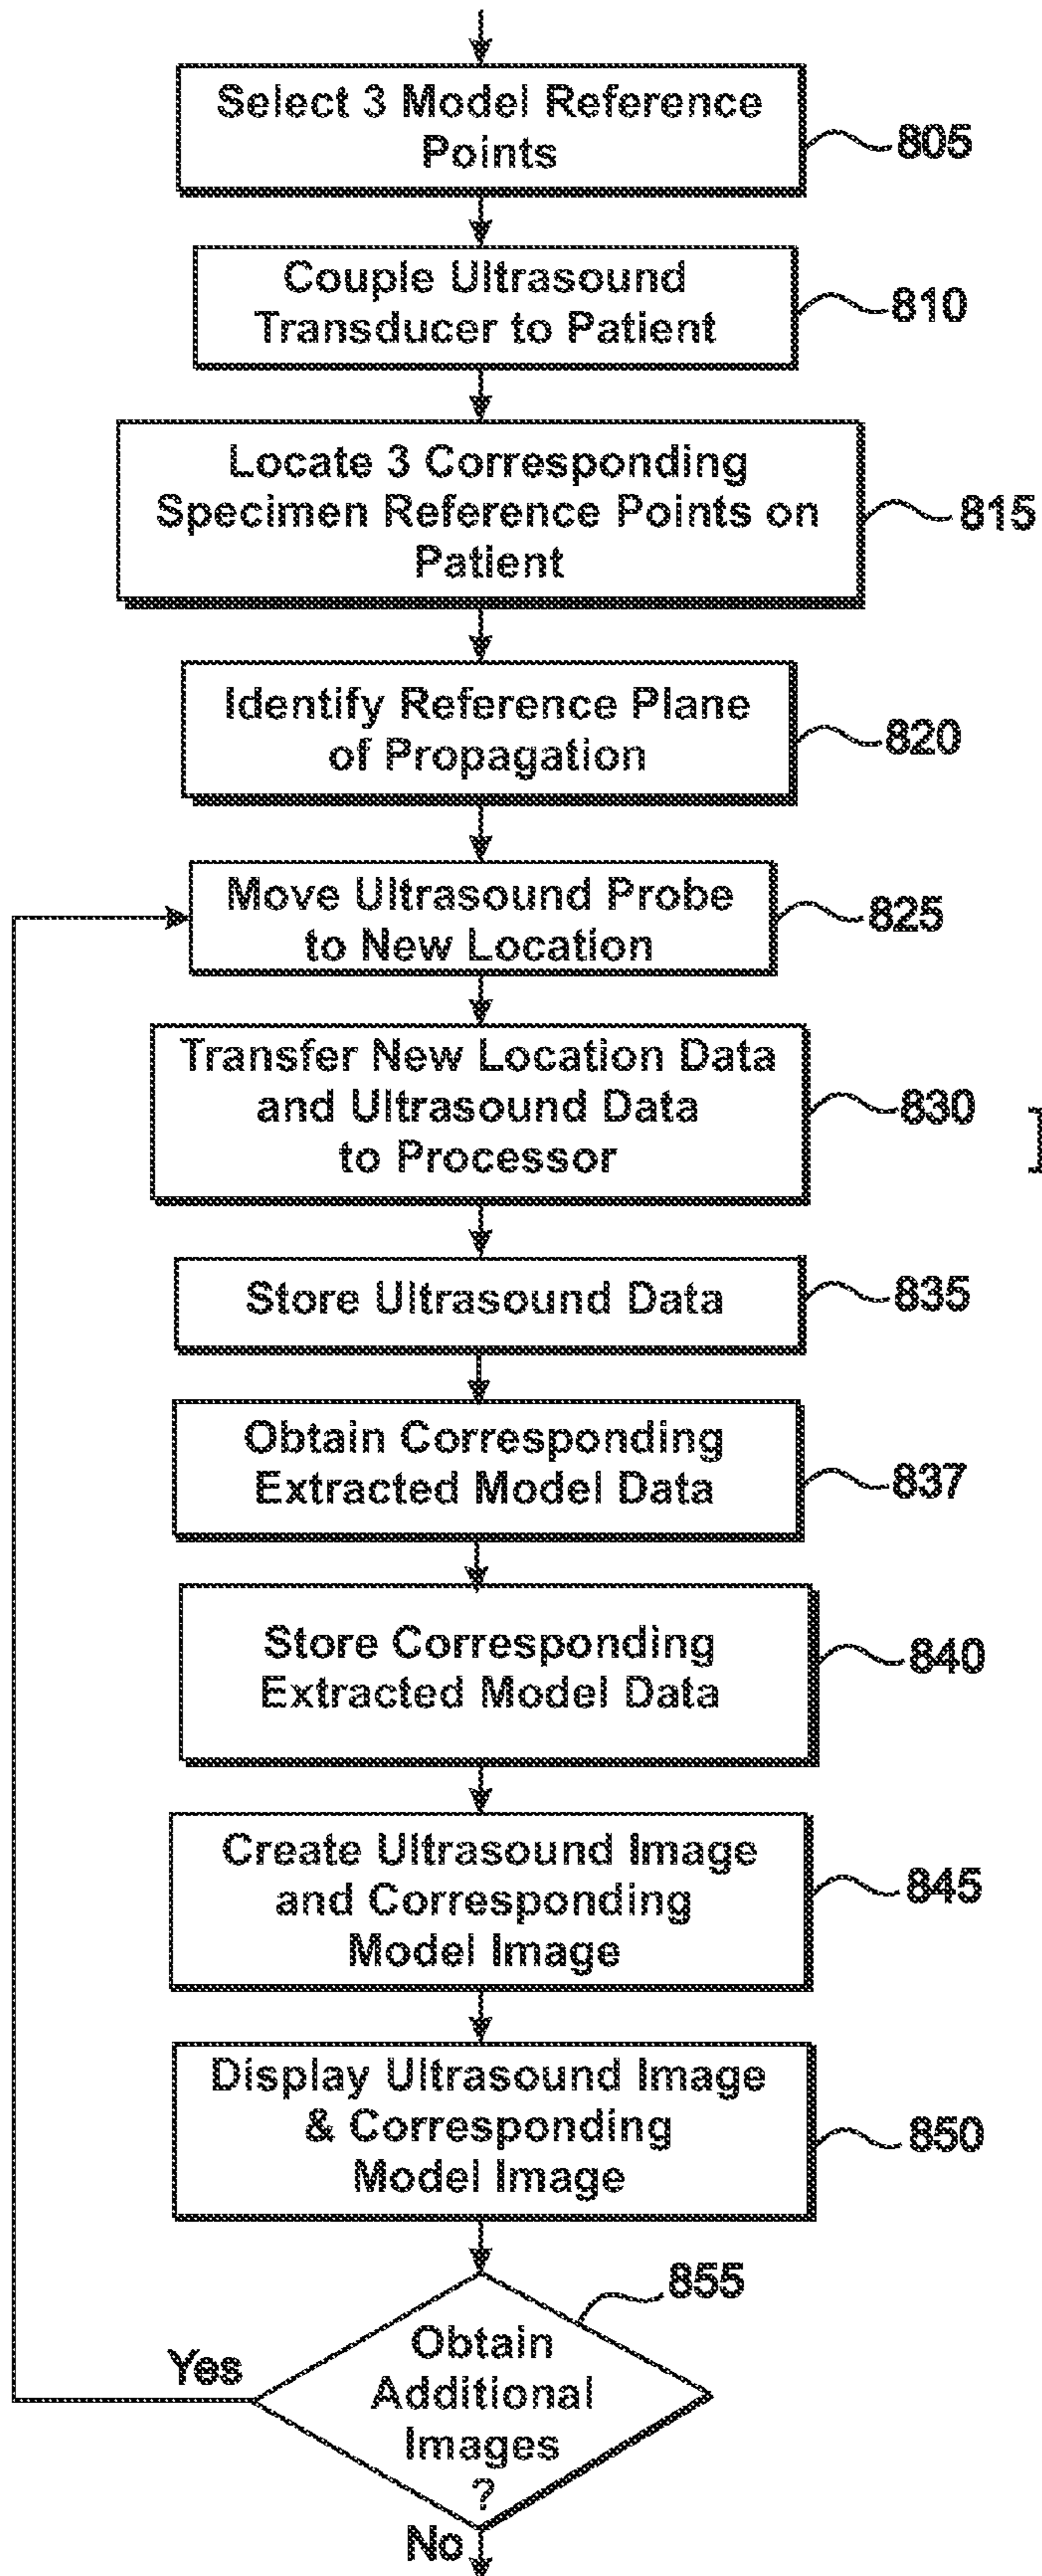 Select 3 Model Reference
Points
805
Couple Ultrasound
Transducer to Patient
810
Locate 3 Corresponding
Specimen Reference Points on
Patient
815
Identify Reference Plane
of Propagation
820
Move Ultrasound Probe
to New Location
825
Transfer New Location Data
and Ultrasound Data
to Processor
830
Store Ultrasound Data
835
Obtain Corresponding
Extracted Model Data
837
Store Corresponding
Extracted Model Data
840
Create Ultrasound Image
and Corresponding
Model Image
845
Display Ultrasound Image
& Corresponding
Model Image
850
855
Obtain
Additional
Images
?
Yes
No